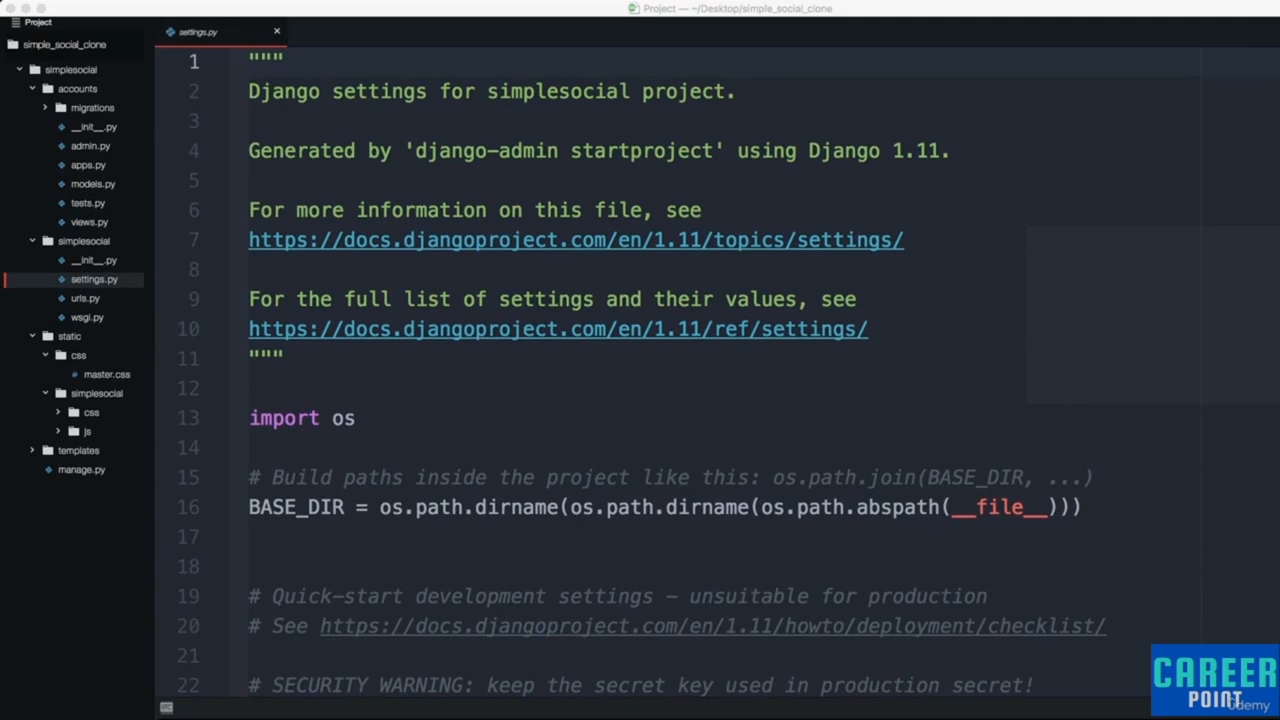 Project — ~/Desktop/simple_social_clone
Project
simple_social_clone
simplesocial
accounts
migrations
__init__.py
admin.py
apps.py
models.py
tests.py
views.py
simplesocial
__init__.py
settings.py
urls.py
wsgi.py
static
css
master.css
simplesocial
css
js
templates
manage.py
settings.py
1 """
2 Django settings for simplesocial project.
3
4 Generated by 'django-admin startproject' using Django 1.11.
5
6 For more information on this file, see
7 https://docs.djangoproject.com/en/1.11/topics/settings/
8
9 For the full list of settings and their values, see
10 https://docs.djangoproject.com/en/1.11/ref/settings/
11 """
12
13 import os
14
15 # Build paths inside the project like this: os.path.join(BASE_DIR, ...)
16 BASE_DIR = os.path.dirname(os.path.dirname(os.path.abspath(__file__)))
17
18
19 # Quick-start development settings - unsuitable for production
20 # See https://docs.djangoproject.com/en/1.11/howto/deployment/checklist/
21
22 # SECURITY WARNING: keep the secret key used in production secret!
CAREER
POINT
Udemy